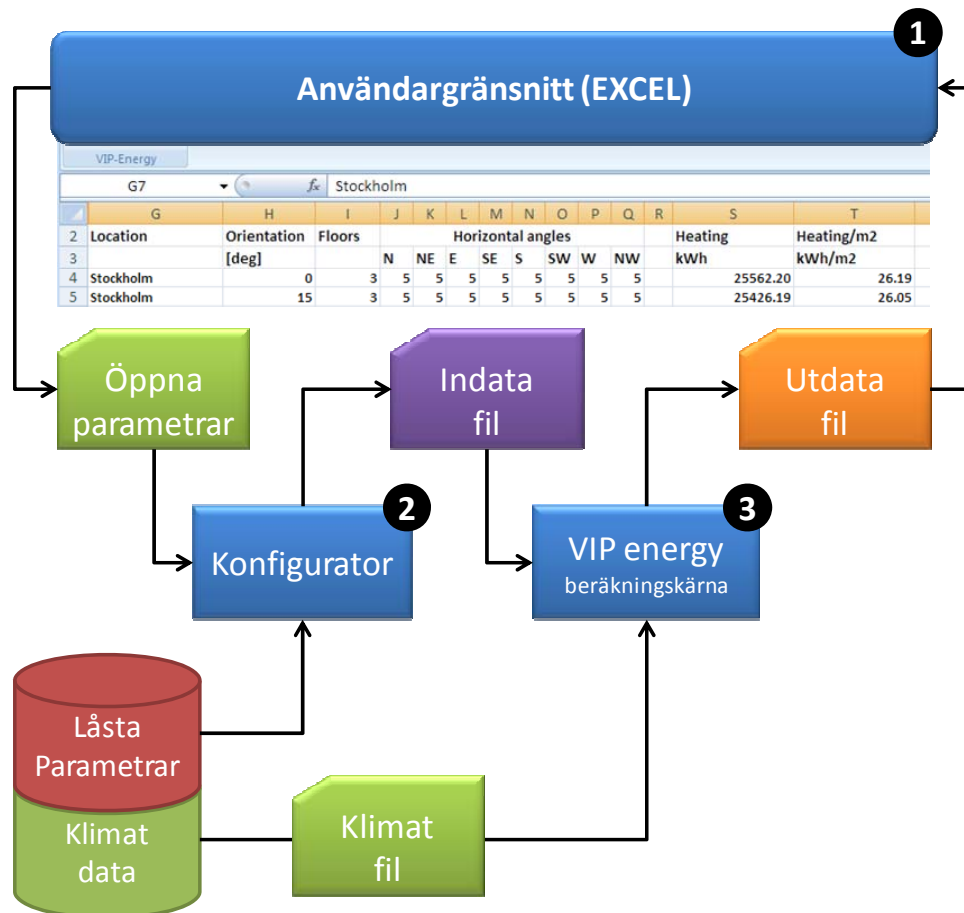 1
Användargränsnitt (EXCEL)
VIP-Energy
G7 fx Stockholm
G H I J K L M N O P Q R S T
2 Location Orientation Floors Horizontal angles Heating Heating/m2
3 [deg] N NE E SE S SW W NW kWh kWh/m2
4 Stockholm 0 3 5 5 5 5 5 5 5 5 25562.20 26.19
5 Stockholm 15 3 5 5 5 5 5 5 5 5 25426.19 26.05
Öppna
parametrar
Indata
fil
Utdata
fil
2
Konfigurator
3
VIP energy
beräkningskärna
Låsta
Parametrar
Klimat
data
Klimat
fil